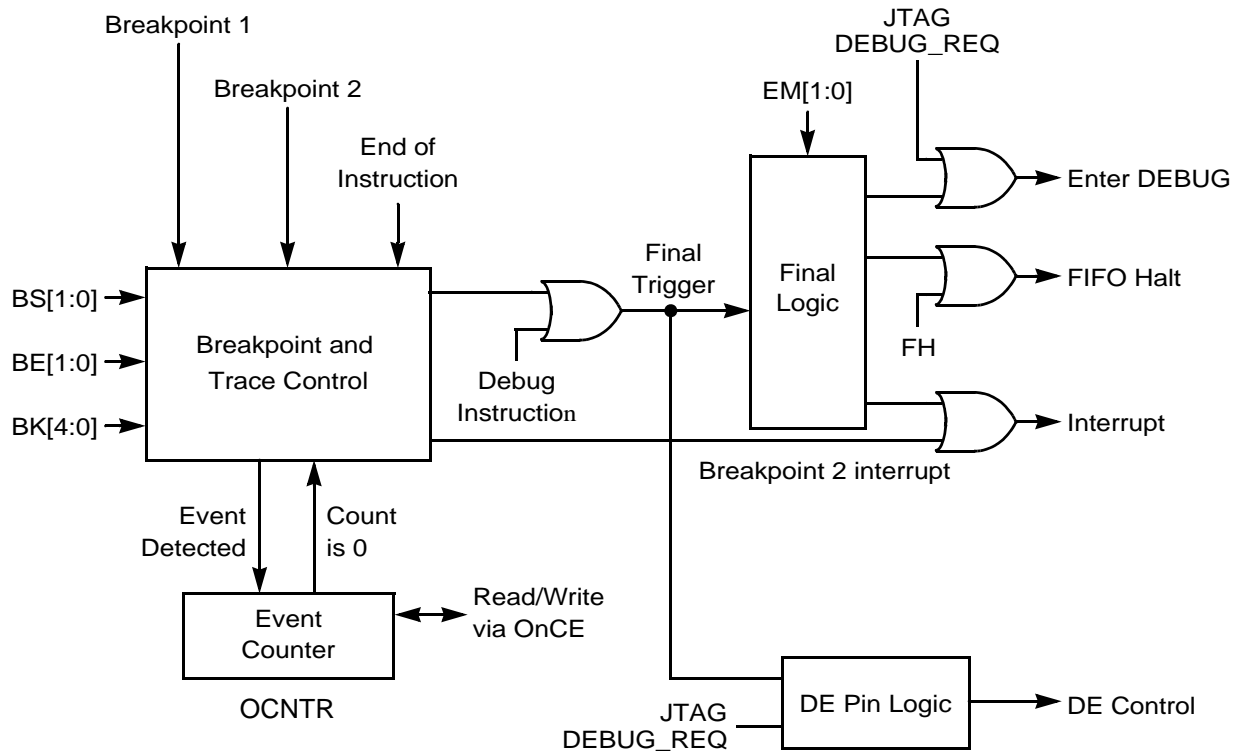 Breakpoint 1
Breakpoint 2
End of
Instruction
JTAG
DEBUG_REQ
EM[1:0]
Enter DEBUG
BS[1:0]
BE[1:0]
BK[4:0]
Breakpoint and
Trace Control
Debug
Instruction
Final
Trigger
Final
Logic
FIFO Halt
FH
Interrupt
Breakpoint 2 interrupt
Event
Detected
Count
is 0
Event
Counter
OCNTR
Read/Write
via OnCE
JTAG
DEBUG_REQ
DE Pin Logic
DE Control